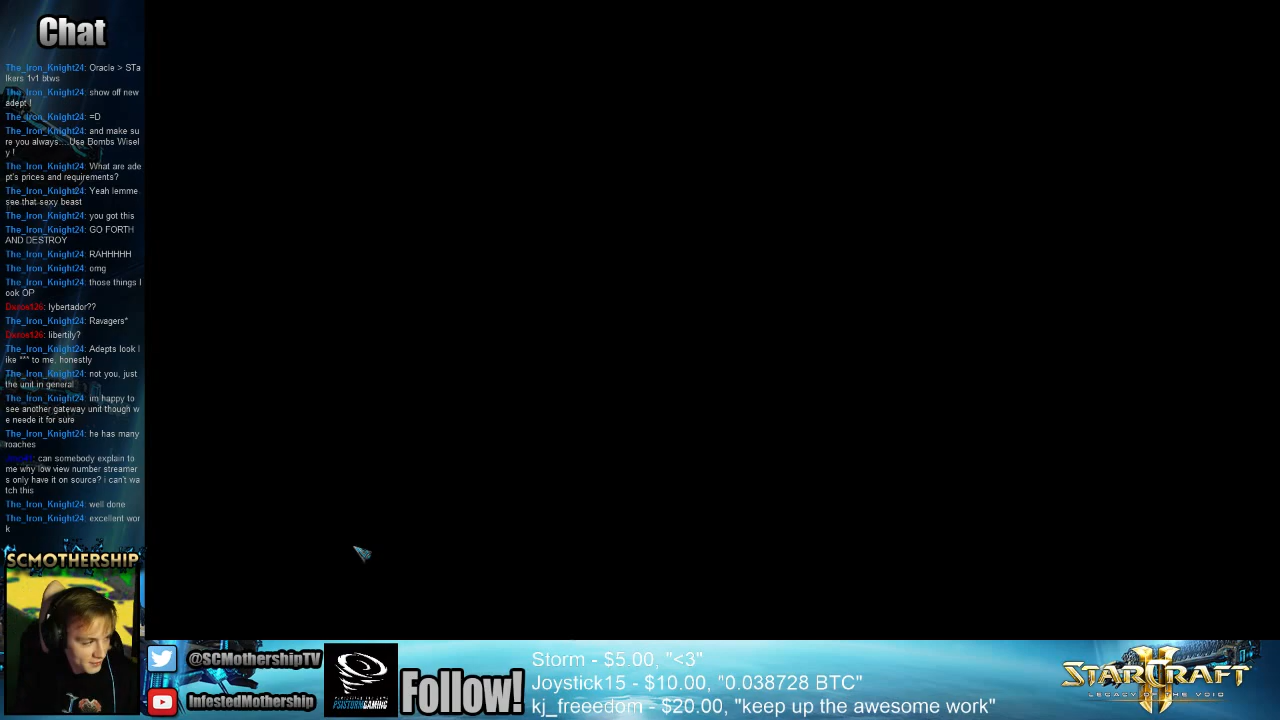 Chat
The_Iron_Knight24: Oracle > STa
lkers 1v1 btws
The_Iron_Knight24: show off new
adept !
The_Iron_Knight24: =D
The_Iron_Knight24: and make su
re you always....Use Bombs Wisel
y !
The_Iron_Knight24: What are ade
pt's prices and requirements?
The_Iron_Knight24: Yeah lemme
see that sexy beast
The_Iron_Knight24: you got this
The_Iron_Knight24: GO FORTH
AND DESTROY
The_Iron_Knight24: RAHHHHH
The_Iron_Knight24: omg
The_Iron_Knight24: those things l
ook OP
lybertador??
The_Iron_Knight24: Ravagers*
libertily?
The_Iron_Knight24: Adepts look l
ike *** to me, honestly
The_Iron_Knight24: not you, just
the unit in general
The_Iron_Knight24: im happy to
see another gateway unit though w
e neede it for sure
The_Iron_Knight24: he has many
roaches
can somebody explain to
me why low view number streamer
s only have it on source? i can't wa
tch this
The_Iron_Knight24: well done
The_Iron_Knight24: excellent wor
k
SCMOTHERSHIP
@SCMothershipTV
InfestedMothership
PSISTORMGAMING
Follow!
Storm - $5.00, "<3"
Joystick15 - $10.00, "0.038728 BTC"
kj_freeedom - $20.00, "keep up the awesome work"
STARCRAFT
II
LEGACY OF THE VOID